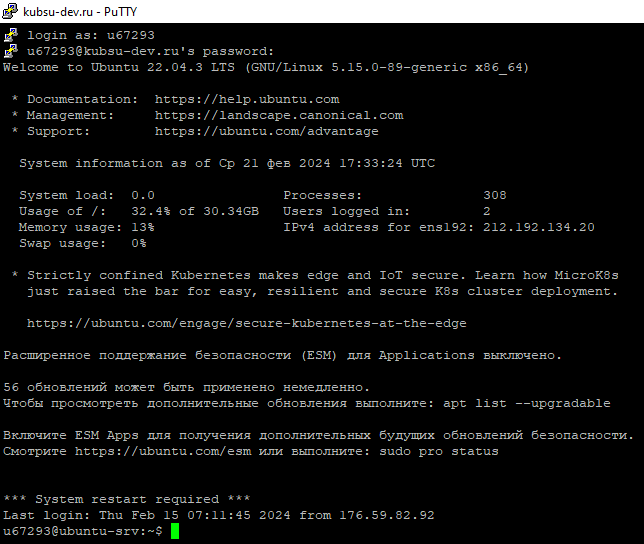 kubsu-dev.ru - PuTTY
login as: u67293
u67293@kubsu-dev.ru's password:
Welcome to Ubuntu 22.04.3 LTS (GNU/Linux 5.15.0-89-generic x86_64)
* Documentation:  https://help.ubuntu.com
* Management:     https://landscape.canonical.com
* Support:        https://ubuntu.com/advantage
System information as of Ср 21 фев 2024 17:33:24 UTC
System load:  0.0                Processes:               308
Usage of /:   32.4% of 30.34GB   Users logged in:         2
Memory usage: 13%                IPv4 address for ens192: 212.192.134.20
Swap usage:   0%
* Strictly confined Kubernetes makes edge and IoT secure. Learn how MicroK8s
just raised the bar for easy, resilient and secure K8s cluster deployment.
https://ubuntu.com/engage/secure-kubernetes-at-the-edge
Расширенное поддержание безопасности (ESM) для Applications выключено.
56 обновлений может быть применено немедленно.
Чтобы просмотреть дополнительные обновления выполните: apt list --upgradable
Включите ESM Apps для получения дополнительных будущих обновлений безопасности.
Смотрите https://ubuntu.com/esm или выполните: sudo pro status
*** System restart required ***
Last login: Thu Feb 15 07:11:45 2024 from 176.59.82.92
u67293@ubuntu-srv:~$